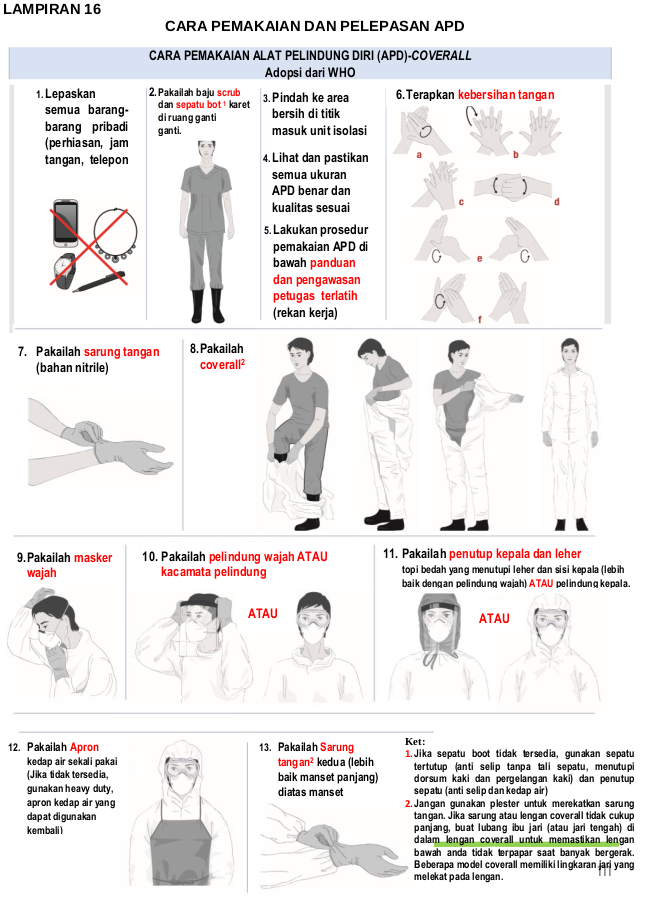 LAMPIRAN 16
CARA PEMAKAIAN DAN PELEPASAN APD
CARA PEMAKAIAN ALAT PELINDUNG DIRI (APD)-COVERALL
Adopsi dari WHO
1. Lepaskan
semua barang-
barang pribadi
(perhiasan, jam
tangan, telepon
2. Pakailah baju scrub
dan sepatu bot 1 karet
di ruang ganti
ganti.
3. Pindah ke area
bersih di titik
masuk unit isolasi
4. Lihat dan pastikan
semua ukuran
APD benar dan
kualitas sesuai
5. Lakukan prosedur
pemakaian APD di
bawah panduan
dan pengawasan
petugas terlatih
(rekan kerja)
6. Terapkan kebersihan tangan
a
b
c
d
e
f
7. Pakailah sarung tangan
(bahan nitrile)
8. Pakailah
coverall2
9. Pakailah masker
wajah
10. Pakailah pelindung wajah ATAU
kacamata pelindung
ATAU
11. Pakailah penutup kepala dan leher
topi bedah yang menutupi leher dan sisi kepala (lebih
baik dengan pelindung wajah) ATAU pelindung kepala.
ATAU
12. Pakailah Apron
kedap air sekali pakai
(Jika tidak tersedia,
gunakan heavy duty,
apron kedap air yang
dapat digunakan
kembali)
13. Pakailah Sarung
tangan2 kedua (lebih
baik manset panjang)
diatas manset
Ket:
1. Jika sepatu boot tidak tersedia, gunakan sepatu
tertutup (anti selip tanpa tali sepatu, menutupi
dorsum kaki dan pergelangan kaki) dan penutup
sepatu (anti selip dan kedap air)
2. Jangan gunakan plester untuk merekatkan sarung
tangan. Jika sarung atau lengan coverall tidak cukup
panjang, buat lubang ibu jari (atau jari tengah) di
dalam lengan coverall untuk memastikan lengan
bawah anda tidak terpapar saat banyak bergerak.
Beberapa model coverall memiliki lingkaran jari yang
melekat pada lengan.